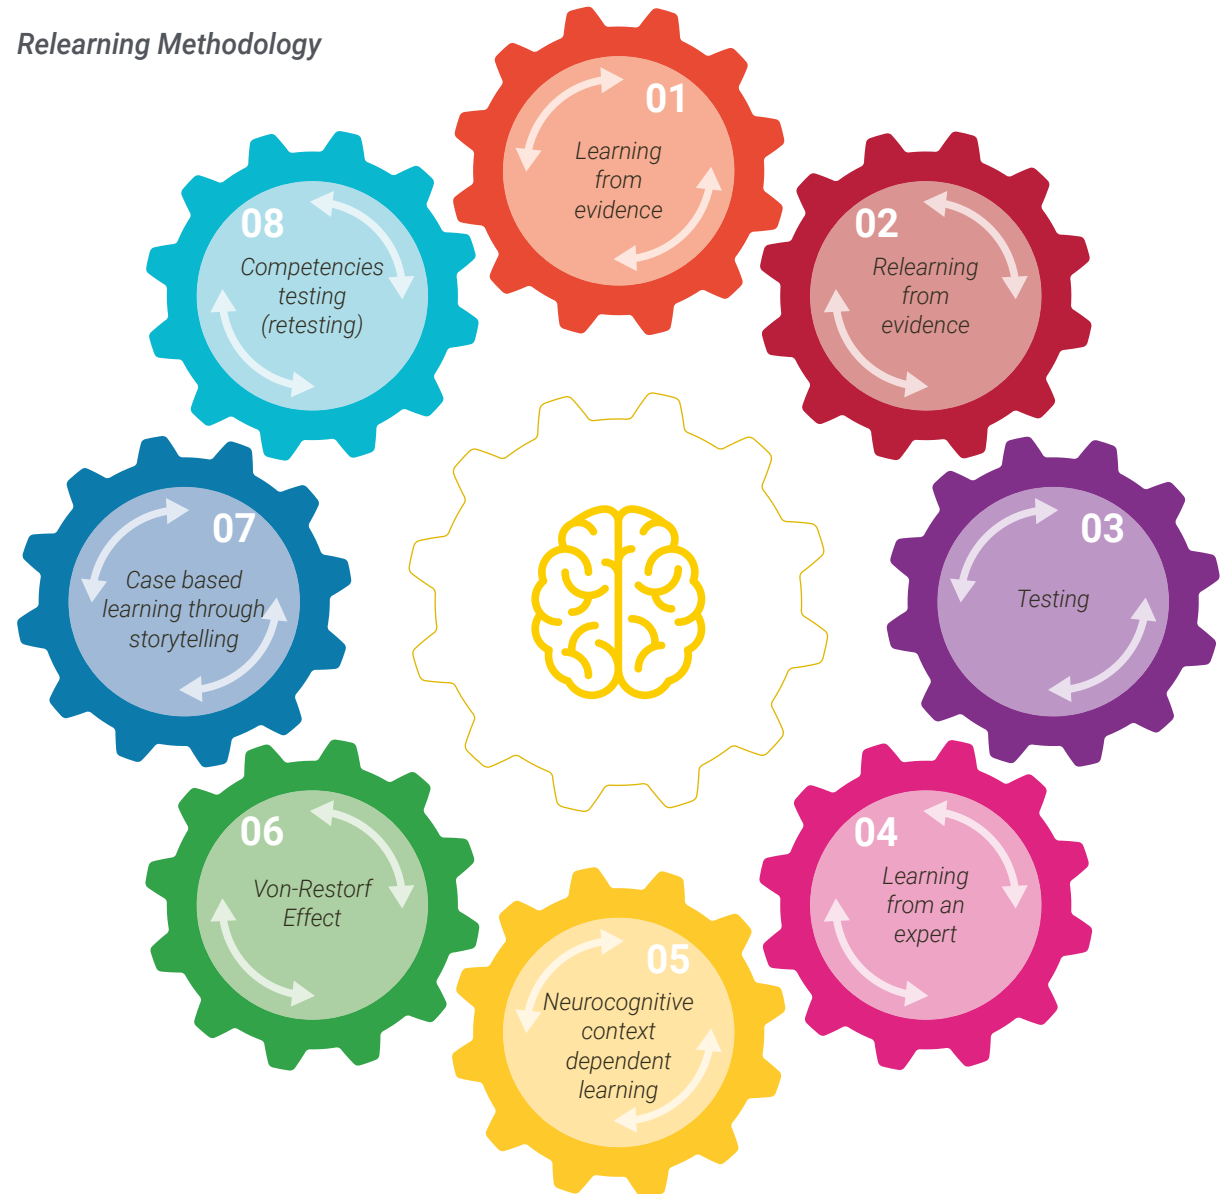 Relearning Methodology
01
Learning
from
evidence
02
Relearning
from
evidence
03
Testing
04
Learning
from an
expert
05
Neurocognitive
context
dependent
learning
06
Von-Restorf
Effect
07
Case based
learning through
storytelling
08
Competencies
testing
(retesting)